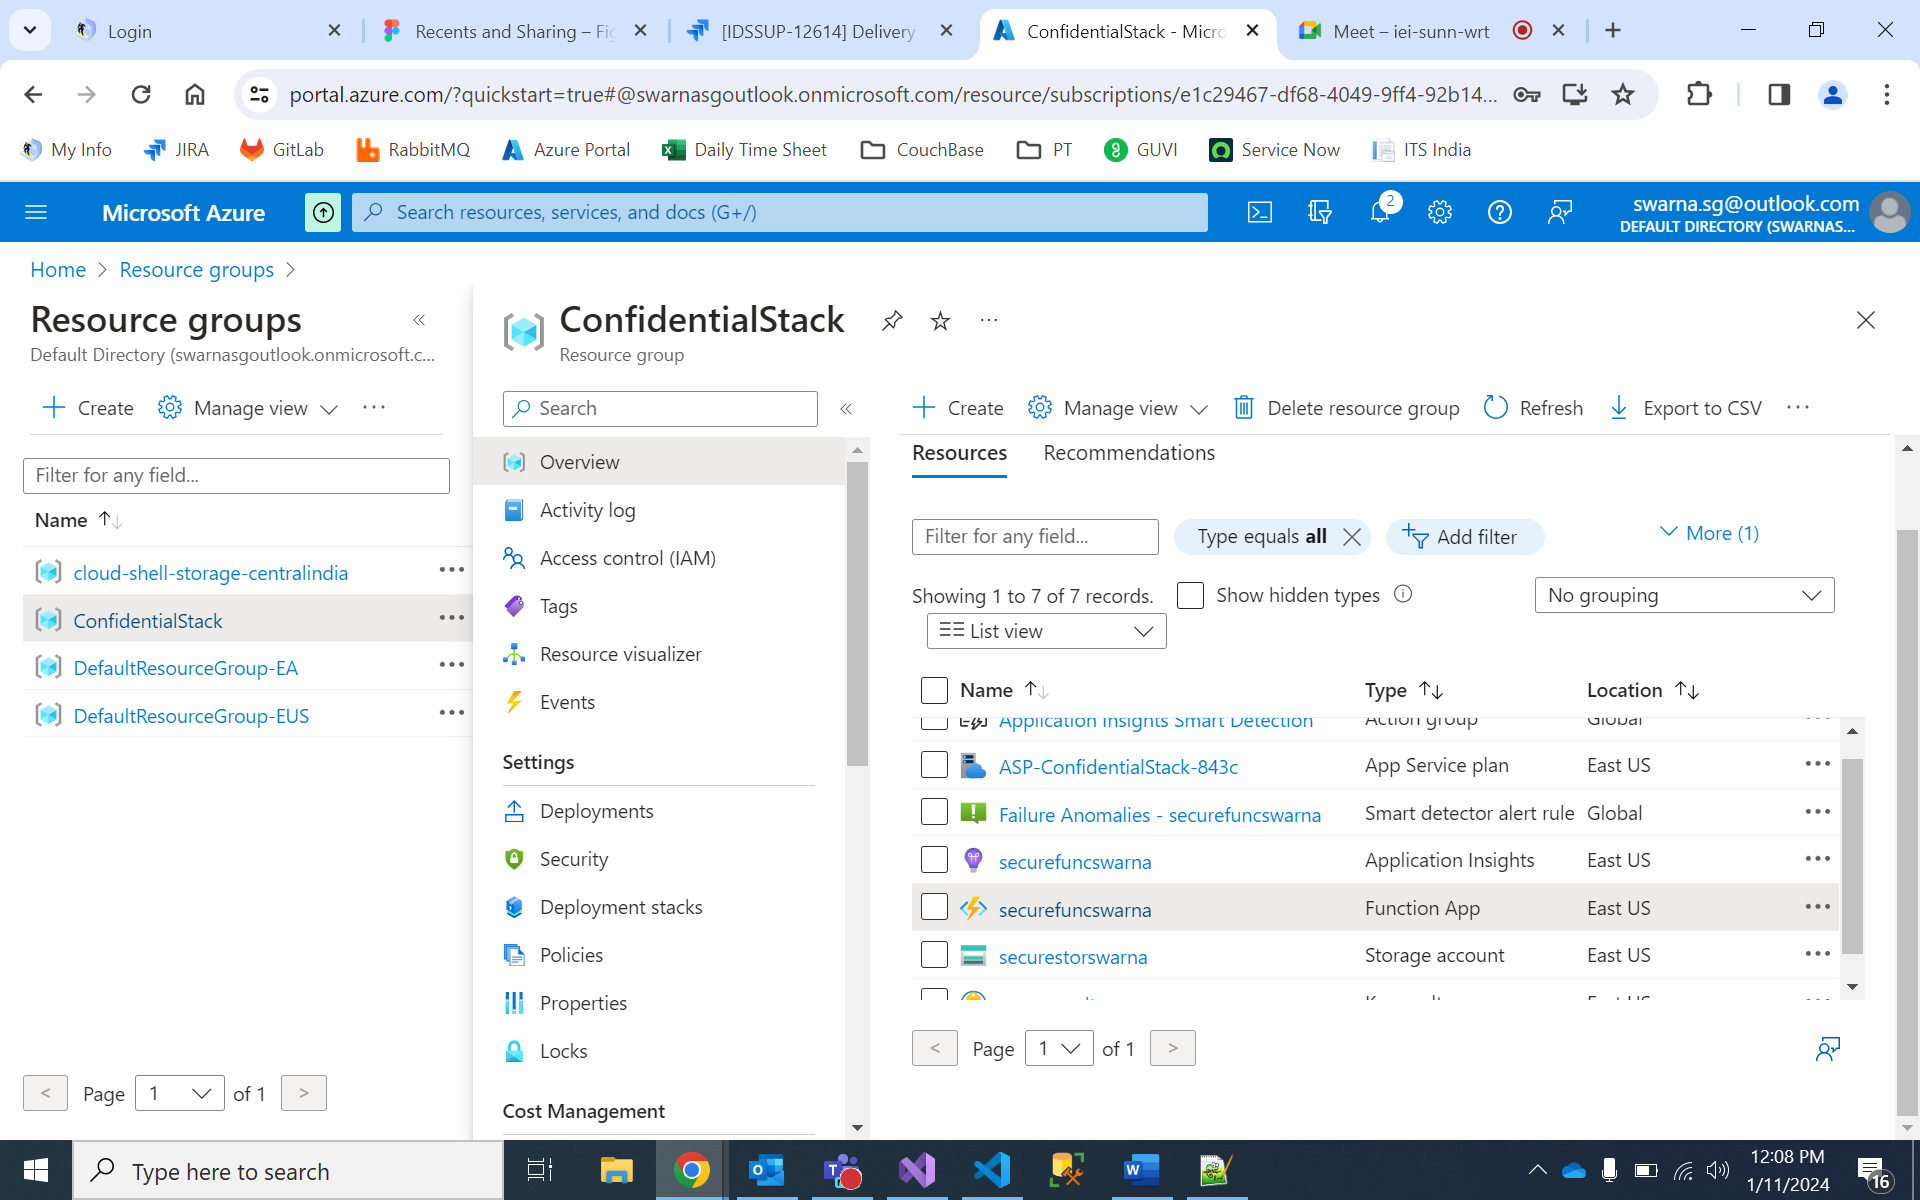 Login
Recents and Sharing – Fi
[IDSSUP-12614] Delivery
ConfidentialStack - Micro
Meet – iei-sunn-wrt
portal.azure.com/?quickstart=true#@swarnasgoutlook.onmicrosoft.com/resource/subscriptions/e1c29467-df68-4049-9ff4-92b14...
My Info
JIRA
GitLab
RabbitMQ
Azure Portal
Daily Time Sheet
CouchBase
PT
GUVI
Service Now
ITS India
Microsoft Azure
Search resources, services, and docs (G+/)
2
swarna.sg@outlook.com
DEFAULT DIRECTORY (SWARNAS...
Home > Resource groups >
Resource groups
Default Directory (swarnasgoutlook.onmicrosoft.c...
Create
Manage view
Filter for any field...
Name
cloud-shell-storage-centralindia
ConfidentialStack
DefaultResourceGroup-EA
DefaultResourceGroup-EUS
< Page 1 of 1 >
ConfidentialStack
Resource group
Search
Overview
Activity log
Access control (IAM)
Tags
Resource visualizer
Events
Settings
Deployments
Security
Deployment stacks
Policies
Properties
Locks
Cost Management
Create
Manage view
Delete resource group
Refresh
Export to CSV
Resources
Recommendations
Filter for any field...
Type equals all
Add filter
More (1)
Showing 1 to 7 of 7 records.
Show hidden types
No grouping
List view
Name Type Location
Application Insights Smart Detection Action group Global
ASP-ConfidentialStack-843c App Service plan East US
Failure Anomalies - securefuncswarna Smart detector alert rule Global
securefuncswarna Application Insights East US
securefuncswarna Function App East US
securestorswarna Storage account East US
East US
< Page 1 of 1 >
Type here to search
12:08 PM
1/11/2024
16